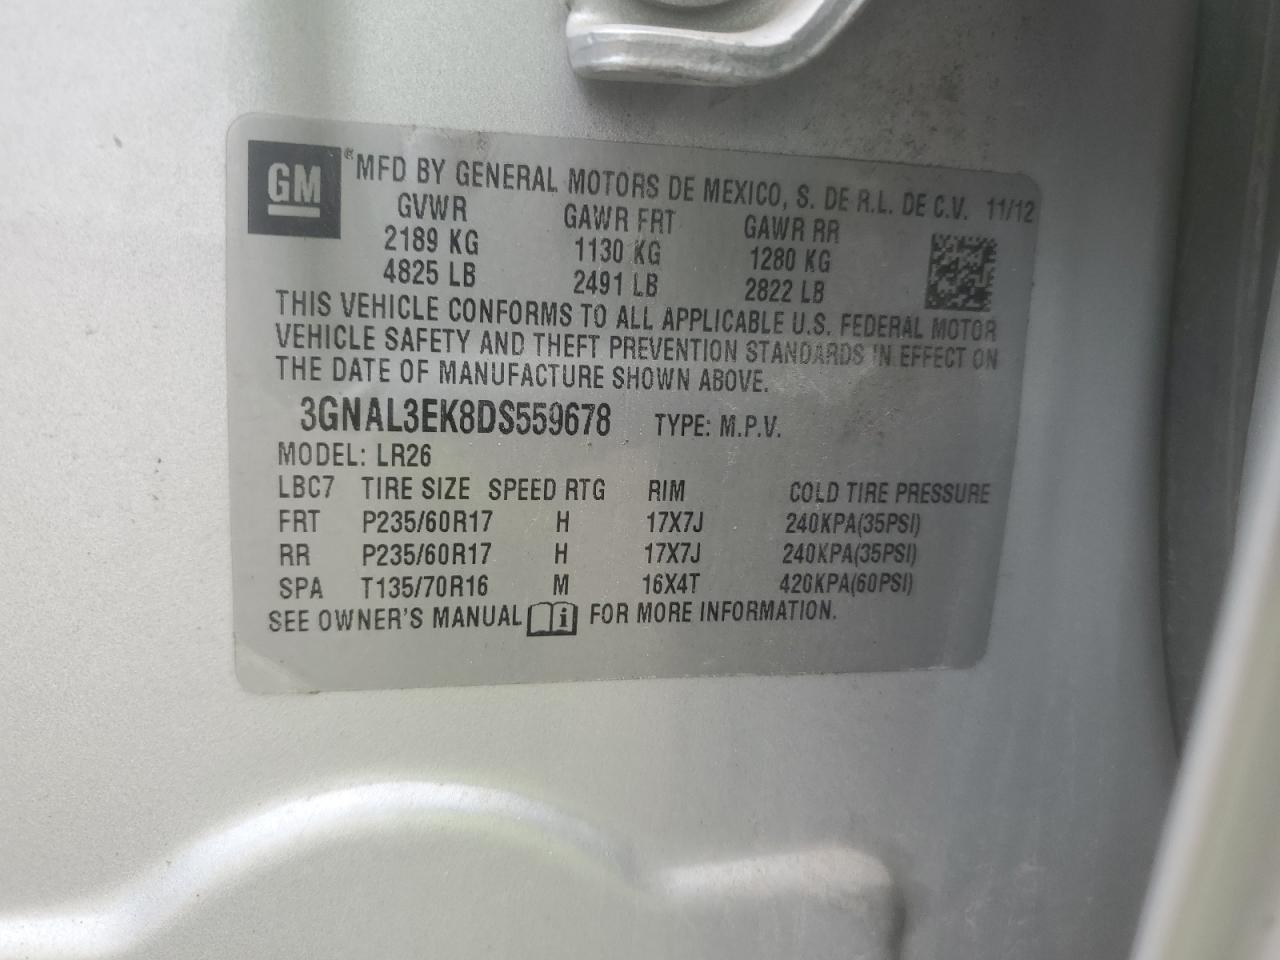 GM ® MFD BY GENERAL MOTORS DE MEXICO, S. DE R.L. DE C.V. 11/12
GVWR GAWR FRT GAWR RR
2189 KG 1130 KG 1280 KG
4825 LB 2491 LB 2822 LB
THIS VEHICLE CONFORMS TO ALL APPLICABLE U.S. FEDERAL MOTOR
VEHICLE SAFETY AND THEFT PREVENTION STANDARDS IN EFFECT ON
THE DATE OF MANUFACTURE SHOWN ABOVE.
3GNAL3EK8DS559678 TYPE: M.P.V.
MODEL: LR26
LBC7 TIRE SIZE SPEED RTG RIM COLD TIRE PRESSURE
FRT P235/60R17 H 17X7J 240KPA(35PSI)
RR P235/60R17 H 17X7J 240KPA(35PSI)
SPA T135/70R16 M 16X4T 420KPA(60PSI)
SEE OWNER'S MANUAL i FOR MORE INFORMATION.